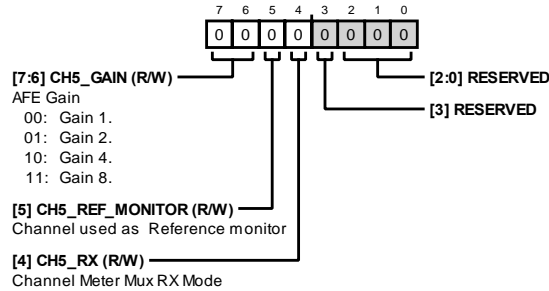 7 6 5 4 3 2 1 0
0 0 0 0 0 0 0 0
[7:6] CH5_GAIN (R/W)
AFE Gain
00: Gain 1.
01: Gain 2.
10: Gain 4.
11: Gain 8.
[5] CH5_REF_MONITOR (R/W)
Channel used as Reference monitor
[4] CH5_RX (R/W)
Channel Meter Mux RX Mode
[2:0] RESERVED
[3] RESERVED